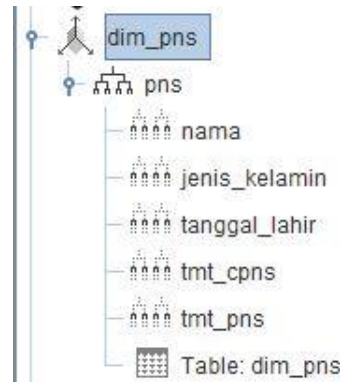 dim_pns
pns
nama
jenis_kelamin
tanggal_lahir
tmt_cpns
tmt_pns
Table: dim_pns